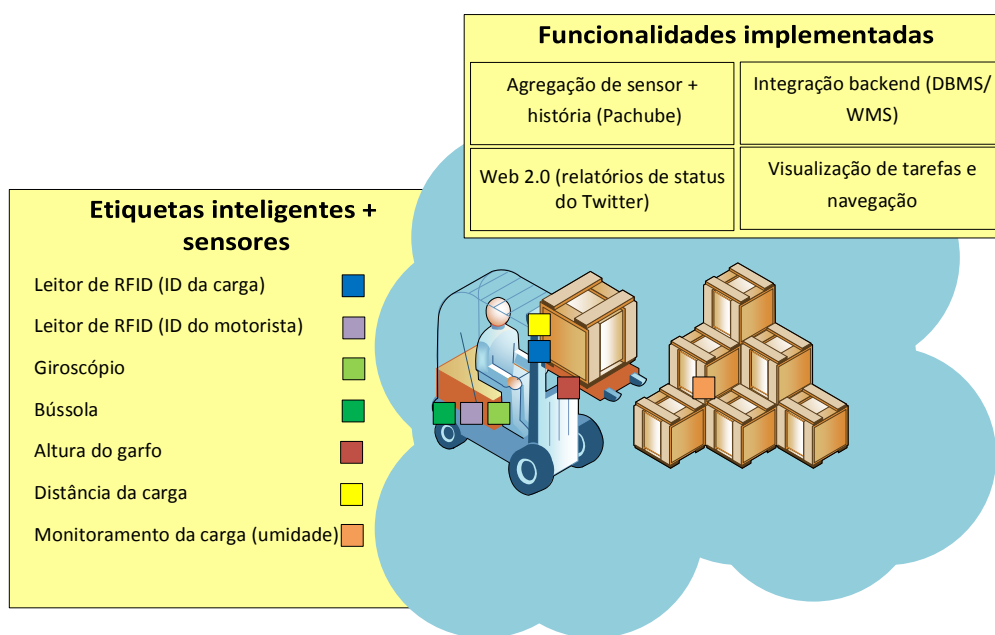 Funcionalidades implementadas
Agregação de sensor +
história (Pachube)
Integração backend (DBMS/
WMS)
Web 2.0 (relatórios de status
do Twitter)
Visualização de tarefas e
navegação
Etiquetas inteligentes +
sensores
Leitor de RFID (ID da carga)
Leitor de RFID (ID do motorista)
Giroscópio
Bússola
Altura do garfo
Distância da carga
Monitoramento da carga (umidade)